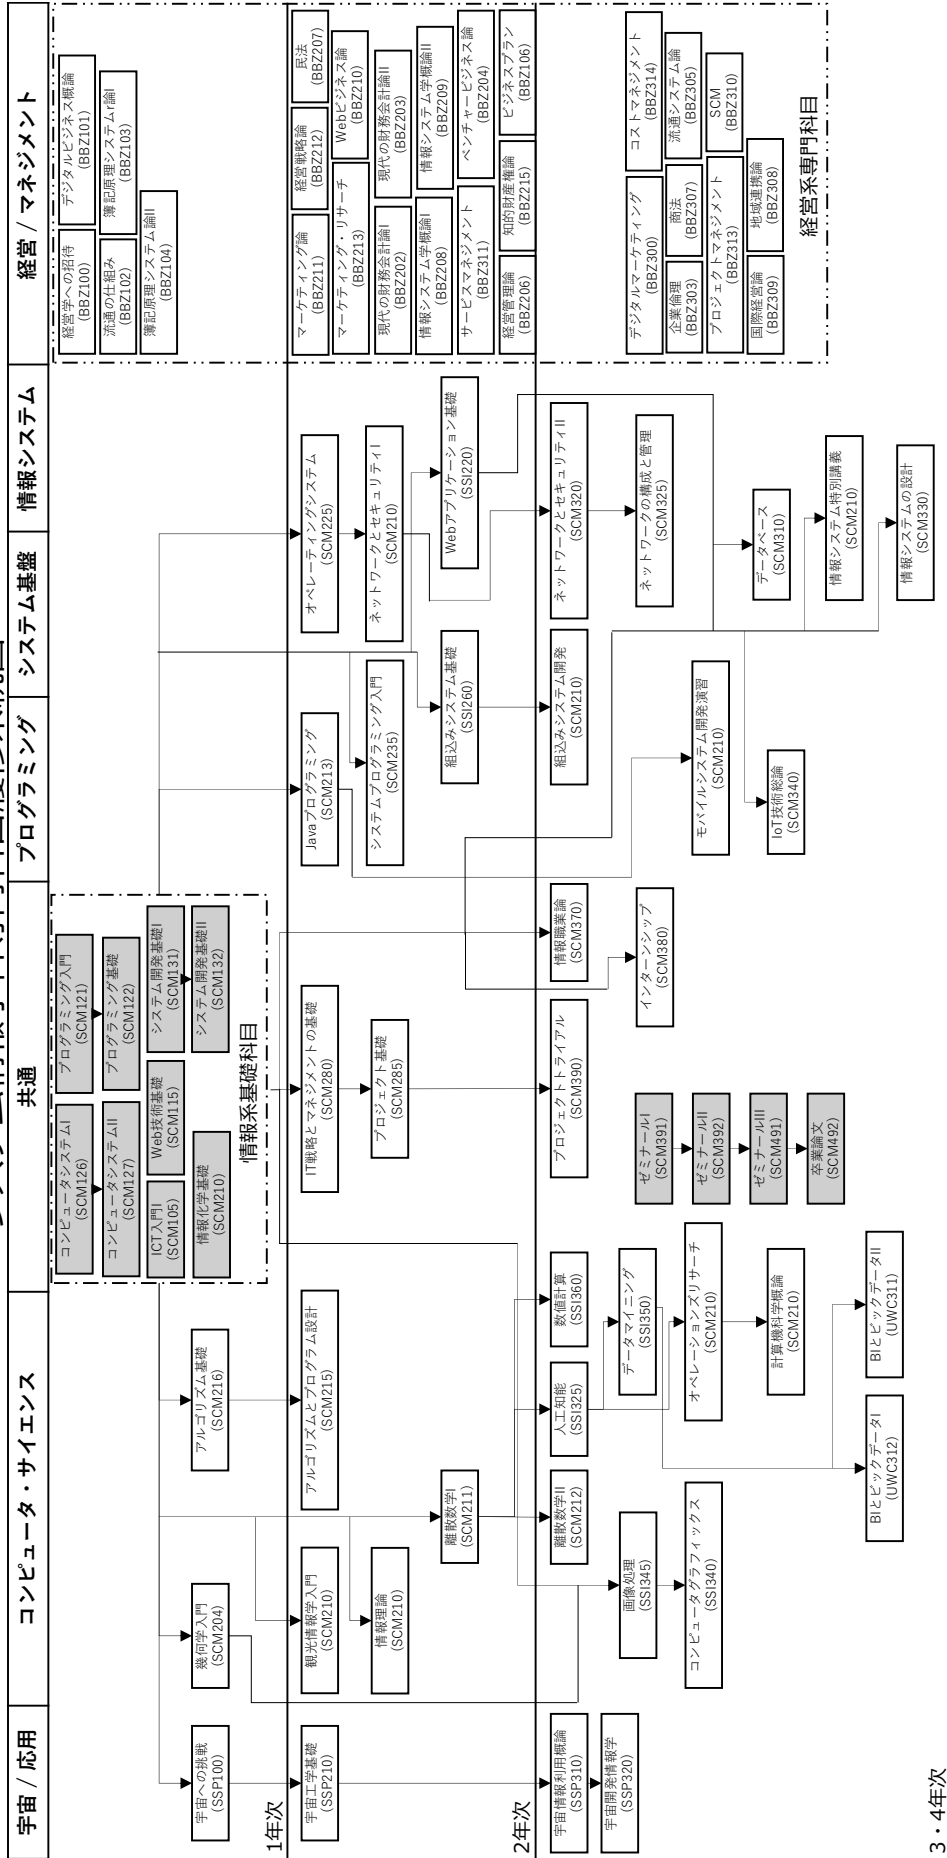 宇宙 / 応用
コンピュータ・サイエンス
共通
プログラミング
システム基盤
情報システム
経営 / マネジメント
宇宙への挑戦
(SSP100)
幾何学入門
(SCM204)
アルゴリズム基礎
(SCM216)
コンピュータシステムI
(SCM126)
プログラミング入門
(SCM121)
コンピュータシステムII
(SCM127)
プログラミング基礎
(SCM122)
ICT入門I
(SCM105)
Web技術基礎
(SCM115)
システム開発基礎I
(SCM131)
情報化学基礎
(SCM210)
システム開発基礎II
(SCM132)
情報系基礎科目
経営学への招待
(BBZ100)
デジタルビジネス概論
(BBZ101)
流通の仕組み
(BBZ102)
簿記原理システムr論I
(BBZ103)
簿記原理システム論II
(BBZ104)
1年次
宇宙工学基礎
(SSP210)
観光情報学入門
(SCM210)
情報理論
(SCM210)
アルゴリズムとプログラム設計
(SCM215)
離散数学I
(SCM211)
IT戦略とマネジメントの基礎
(SCM280)
プロジェクト基礎
(SCM285)
Javaプログラミング
(SCM213)
システムプログラミング入門
(SCM235)
組込みシステム基礎
(SSI260)
オペレーティングシステム
(SCM225)
ネットワークとセキュリティI
(SCM210)
Webアプリケーション基礎
(SSI220)
マーケティング論
(BBZ211)
経営戦略論
(BBZ212)
民法
(BBZ207)
マーケティング・リサーチ
(BBZ213)
Webビジネス論
(BBZ210)
現代の財務会計論I
(BBZ202)
現代の財務会計論II
(BBZ203)
情報システム学概論I
(BBZ208)
情報システム学概論II
(BBZ209)
サービスマネジメント
(BBZ311)
ベンチャービジネス論
(BBZ204)
経営管理論
(BBZ206)
知的財産権論
(BBZ215)
ビジネスプラン
(BBZ106)
2年次
宇宙情報利用概論
(SSP310)
宇宙開発情報学
(SSP320)
離散数学II
(SCM212)
人工知能
(SSI325)
数値計算
(SSI360)
画像処理
(SSI345)
データマイニング
(SSI350)
コンピュータグラフィックス
(SSI340)
オペレーションズリサーチ
(SCM210)
計算機科学概論
(SCM210)
BIとビックデータI
(UWC312)
BIとビックデータII
(UWC311)
プロジェクトトライアル
(SCM390)
情報職業論
(SCM370)
インターンシップ
(SCM380)
ゼミナールI
(SCM391)
ゼミナールII
(SCM392)
ゼミナールIII
(SCM491)
卒業論文
(SCM492)
組込みシステム開発
(SCM210)
モバイルシステム開発演習
(SCM210)
IoT技術総論
(SCM340)
ネットワークとセキュリティII
(SCM320)
ネットワークの構成と管理
(SCM325)
データベース
(SCM310)
情報システム特別講義
(SCM210)
情報システムの設計
(SCM330)
デジタルマーケティング
(BBZ300)
コストマネジメント
(BBZ314)
企業倫理
(BBZ303)
商法
(BBZ307)
流通システム論
(BBZ305)
プロジェクトマネジメント
(BBZ313)
SCM
(BBZ310)
国際経営論
(BBZ309)
地域連携論
(BBZ308)
経営系専門科目
3・4年次